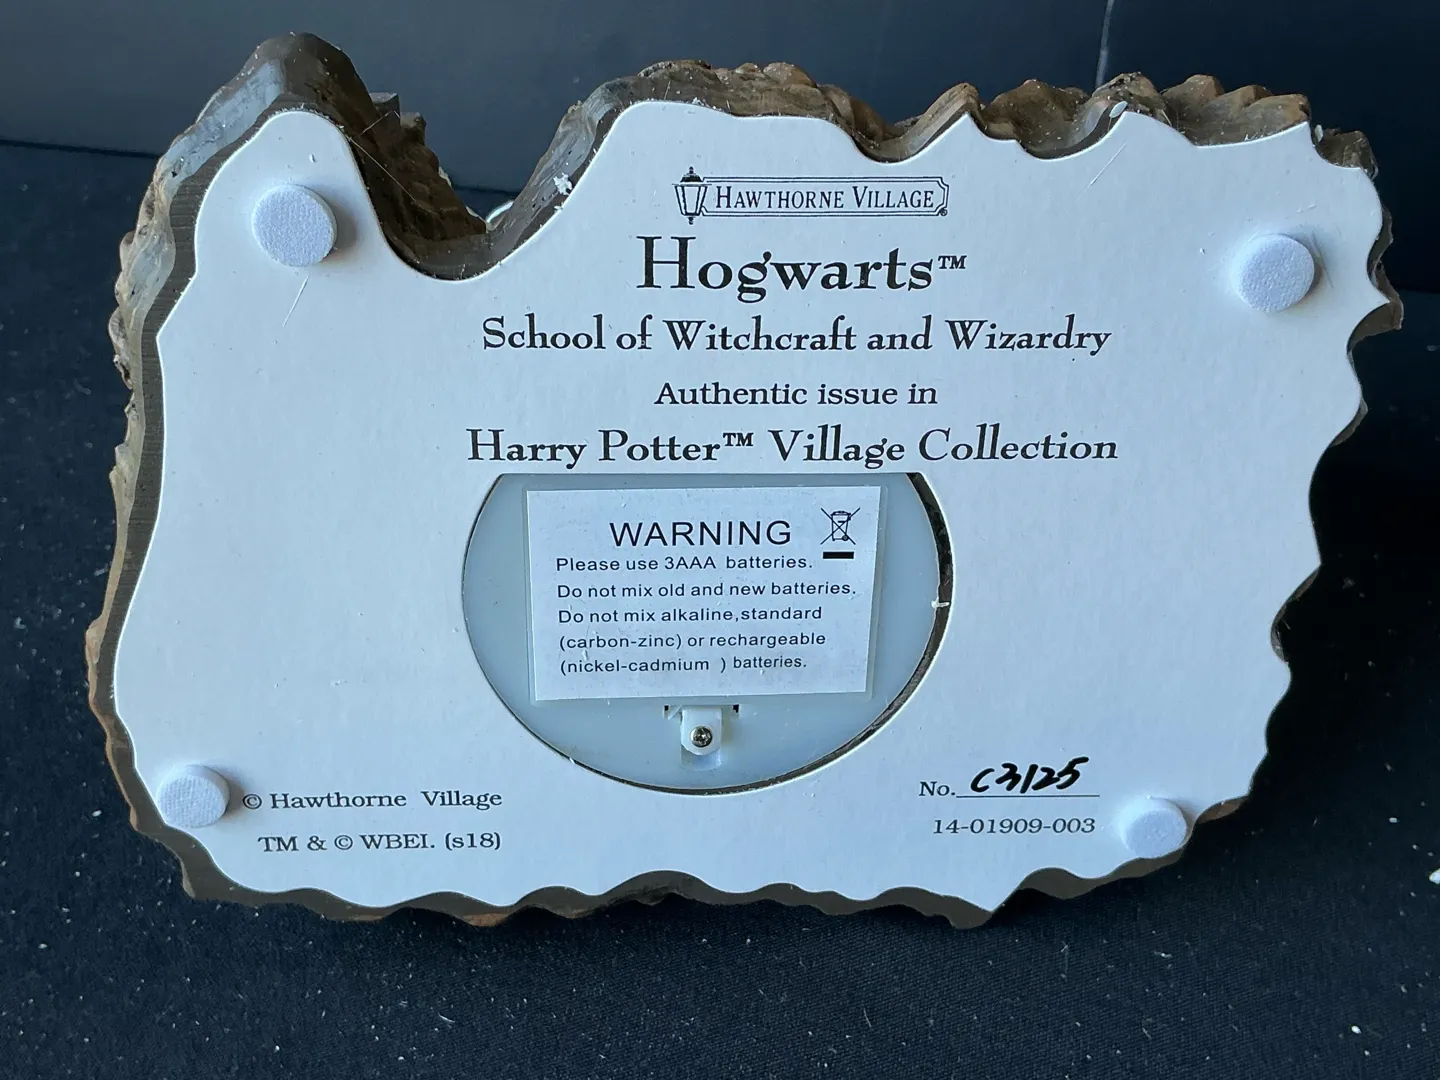 HAWTHORNE VILLAGE
Hogwarts™
School of Witchcraft and Wizardry
Authentic issue in
Harry Potter™ Village Collection
WARNING
Please use 3AAA batteries.
Do not mix old and new batteries.
Do not mix alkaline,standard
(carbon-zinc) or rechargeable
(nickel-cadmium ) batteries.
© Hawthorne Village
TM & © WBEI. (s18)
No. C3125
14-01909-003